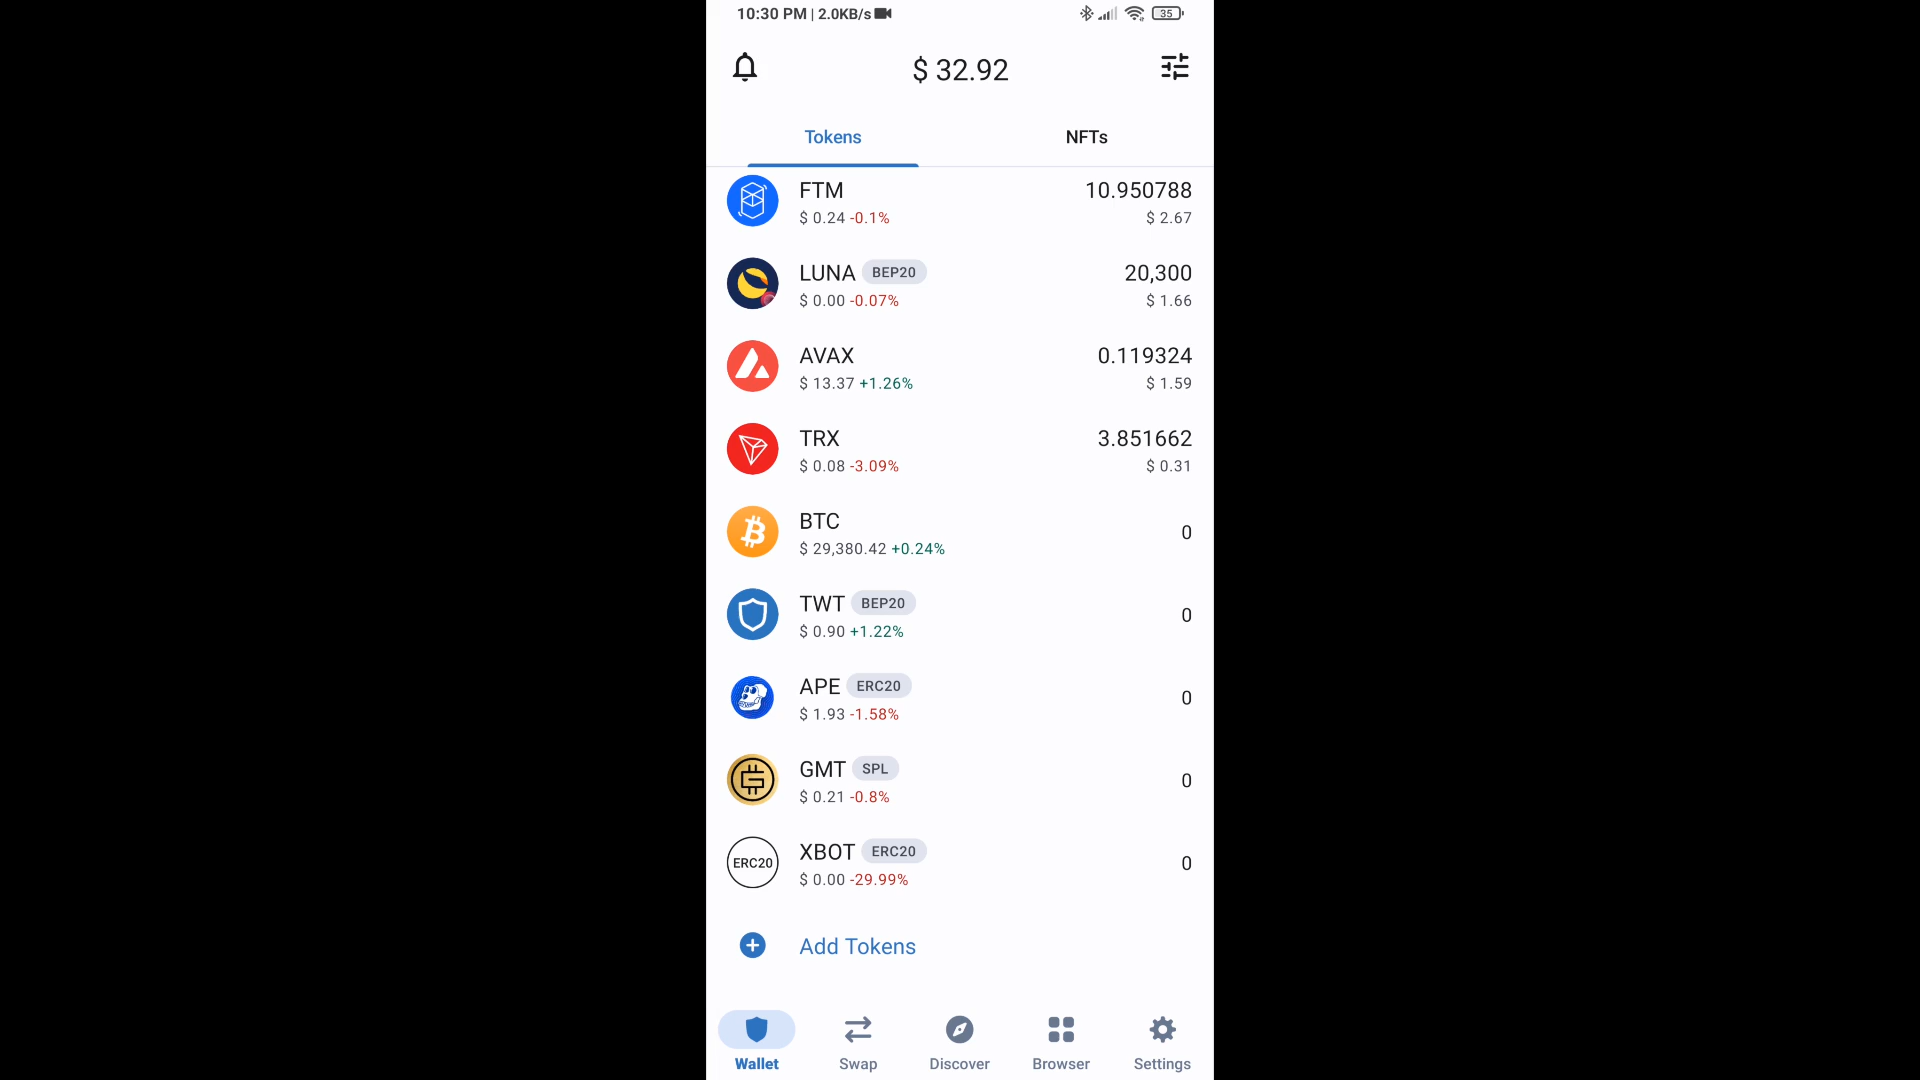 10:30 PM | 2.0KB/s 35
$ 32.92
Tokens NFTs
FTM 10.950788
$ 0.24 -0.1% $ 2.67
LUNA BEP20 20,300
$ 0.00 -0.07% $ 1.66
AVAX 0.119324
$ 13.37 +1.26% $ 1.59
TRX 3.851662
$ 0.08 -3.09% $ 0.31
BTC 0
$ 29,380.42 +0.24%
TWT BEP20 0
$ 0.90 +1.22%
APE ERC20 0
$ 1.93 -1.58%
GMT SPL 0
$ 0.21 -0.8%
ERC20 XBOT ERC20 0
$ 0.00 -29.99%
Add Tokens
Wallet Swap Discover Browser Settings